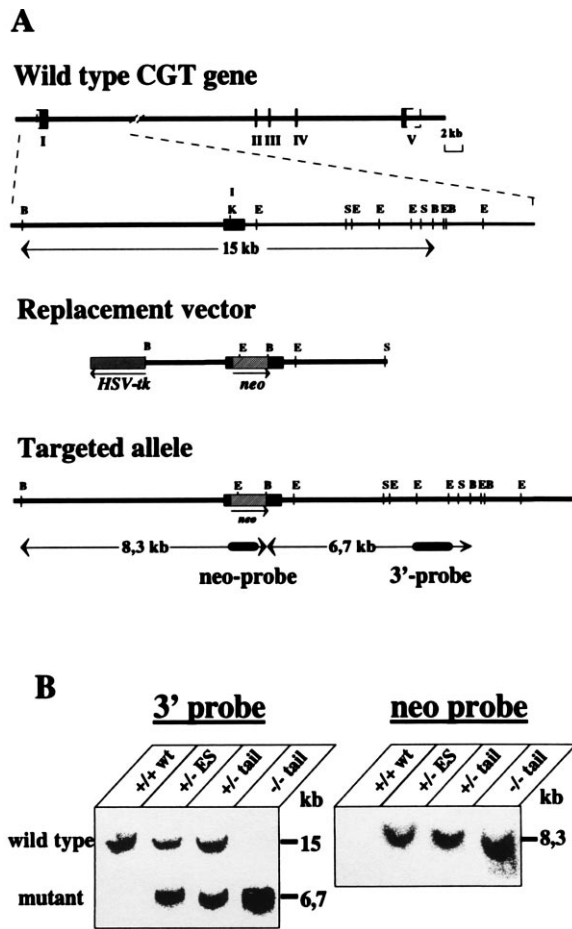 A
Wild type CGT gene
I II III IV V 2 kb
I
B K E S E E E S B E B E
15 kb
Replacement vector
B E B E S
HSV-tk neo
Targeted allele
B E B E S E E E S B E B E
neo
8,3 kb 6,7 kb
neo-probe 3'-probe
B
3' probe neo probe
+/+ wt +/- ES +/- tail -/- tail +/+ wt +/- ES +/- tail -/- tail
kb kb
wild type 15 8,3
mutant 6,7